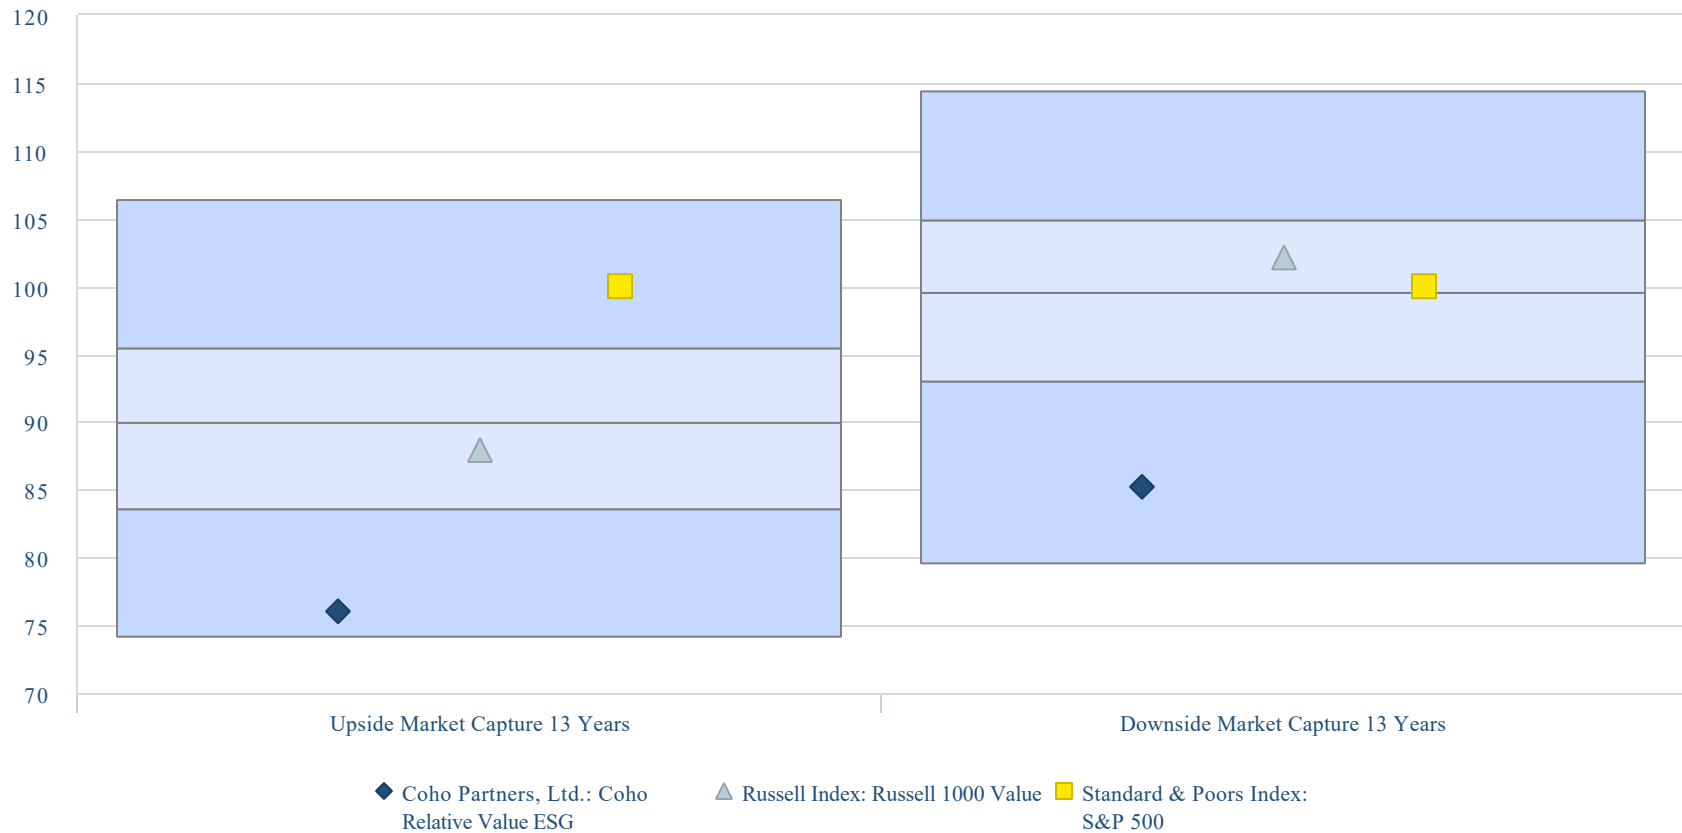 120
115
110
105
100
95
90
85
80
75
70
Upside Market Capture 13 Years
Downside Market Capture 13 Years
Coho Partners, Ltd.: Coho
Relative Value ESG
Russell Index: Russell 1000 Value
Standard & Poors Index:
S&P 500